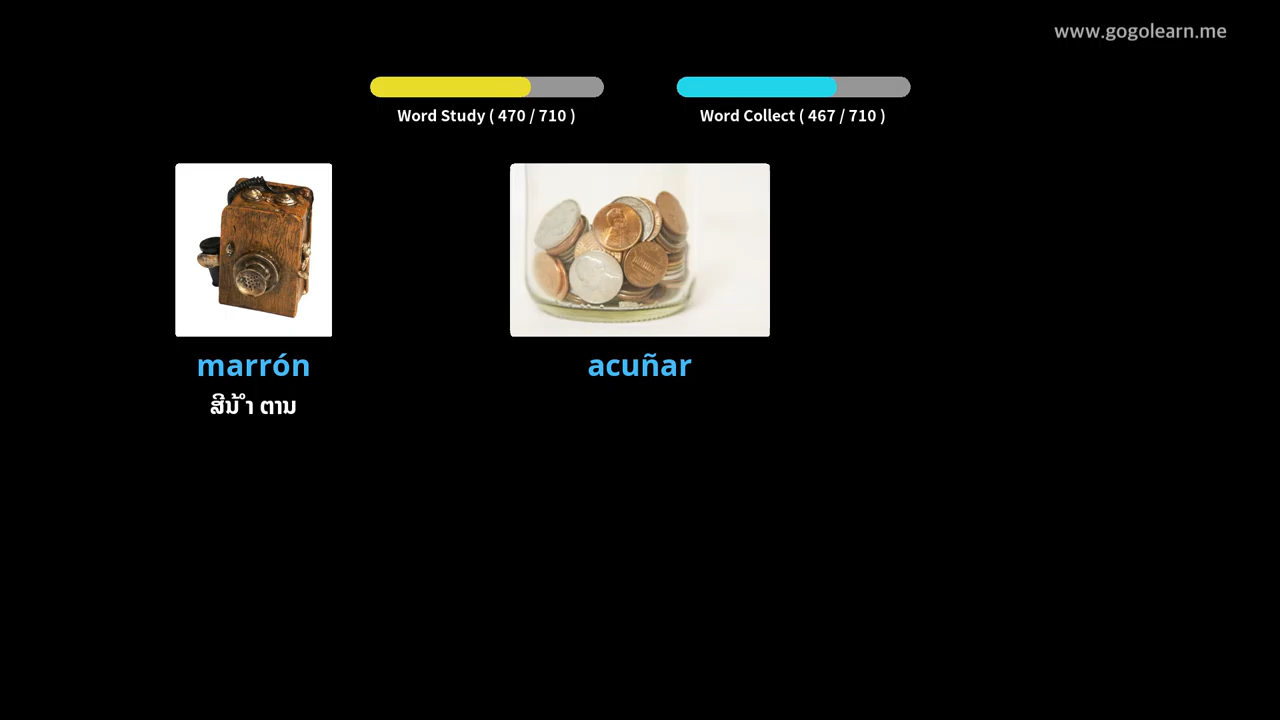 www.gogolearn.me
Word Study ( 470 / 710 )
Word Collect ( 467 / 710 )
marrón
acuñar
ສີນ້ ຳ ຕານ